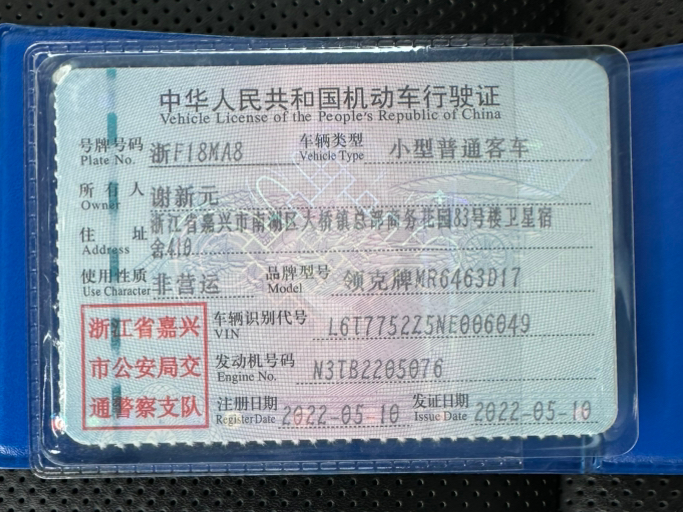 中华人民共和国机动车行驶证
Vehicle License of the People's Republic of China
号牌号码 浙F18MA8 车辆类型 小型普通客车
Plate No. Vehicle Type
所有人 谢新元
Owner
住址 浙江省嘉兴市南湖区大桥镇总部商务花园83号楼卫星宿
Address 舍410
使用性质 非营运 品牌型号 领克牌MR6463D17
Use Character Model
浙江省嘉兴 车辆识别代号 L6T7752Z5NE006049
VIN
市公安局交 发动机号码 N3TB2205076
Engine No.
通警察支队 注册日期 2022-05-10 发证日期 2022-05-10
Register Date Issue Date